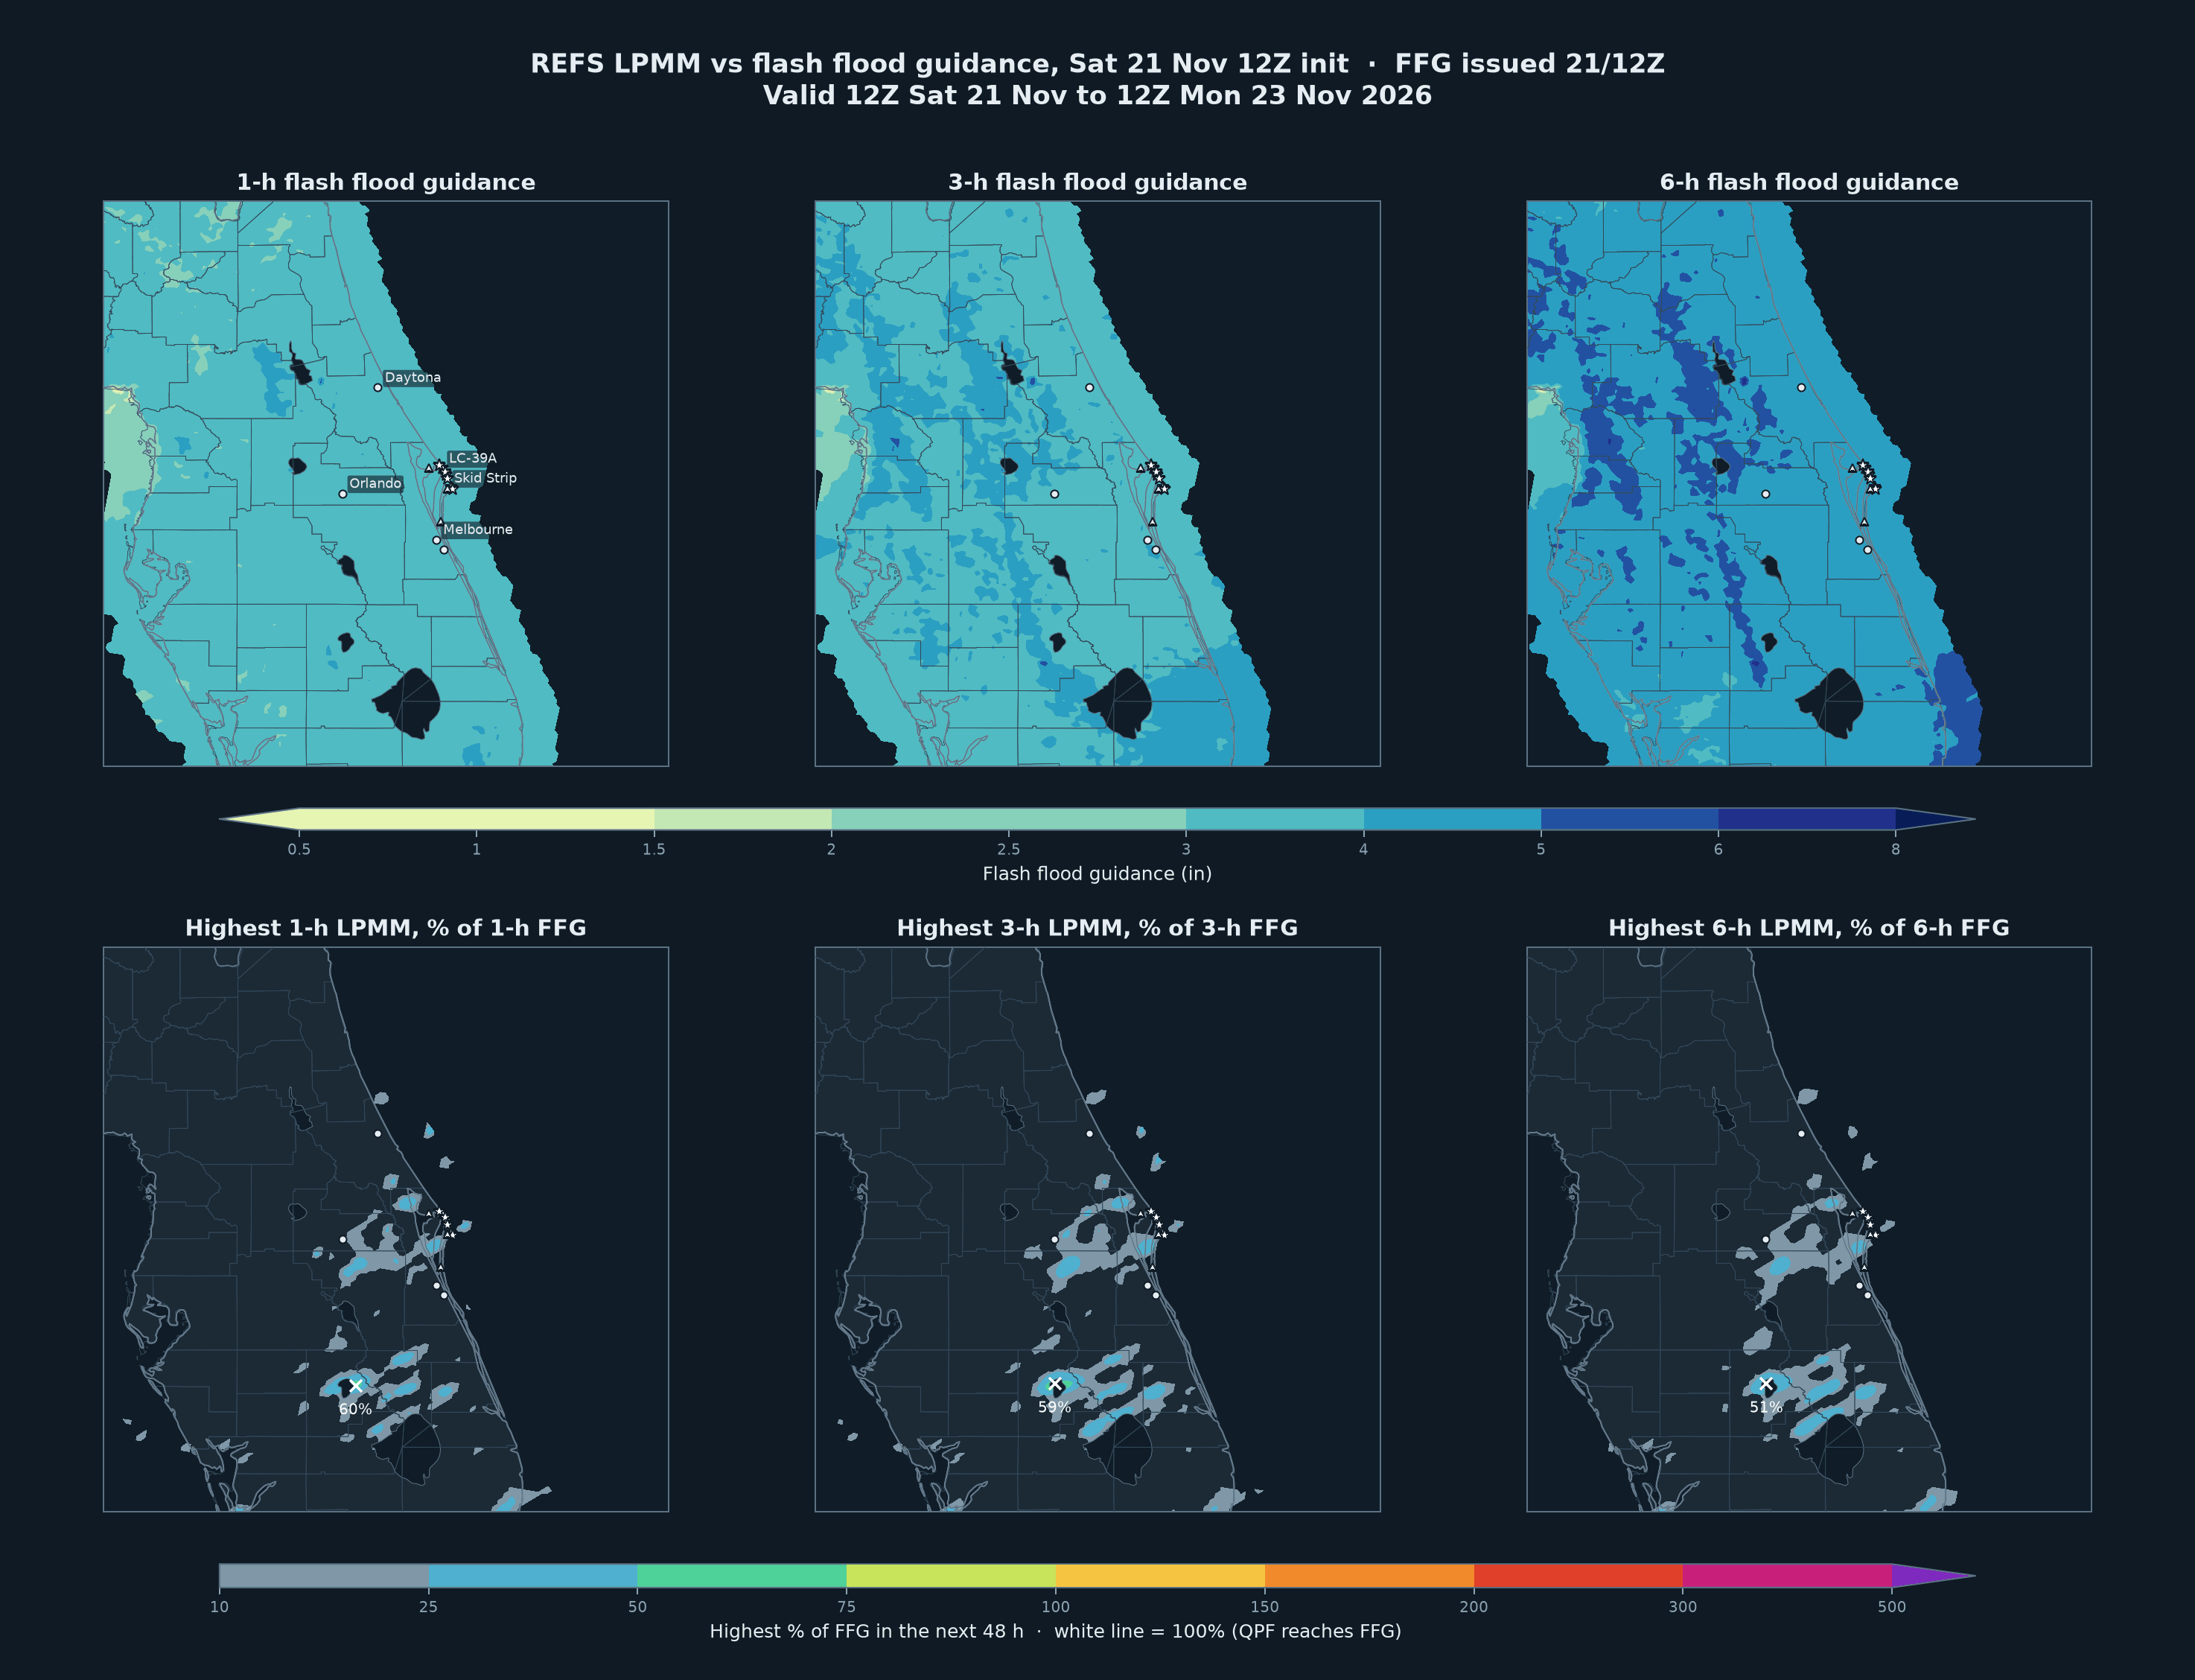 REFS LPMM vs flash flood guidance, Sat 21 Nov 12Z init · FFG issued 21/12Z
Valid 12Z Sat 21 Nov to 12Z Mon 23 Nov 2026
1-h flash flood guidance
3-h flash flood guidance
6-h flash flood guidance
Daytona
LC-39A
Skid Strip
Orlando
Melbourne
0.5 1 1.5 2 2.5 3 4 5 6 8
Flash flood guidance (in)
Highest 1-h LPMM, % of 1-h FFG
Highest 3-h LPMM, % of 3-h FFG
Highest 6-h LPMM, % of 6-h FFG
60%
59%
51%
10 25 50 75 100 150 200 300 500
Highest % of FFG in the next 48 h · white line = 100% (QPF reaches FFG)